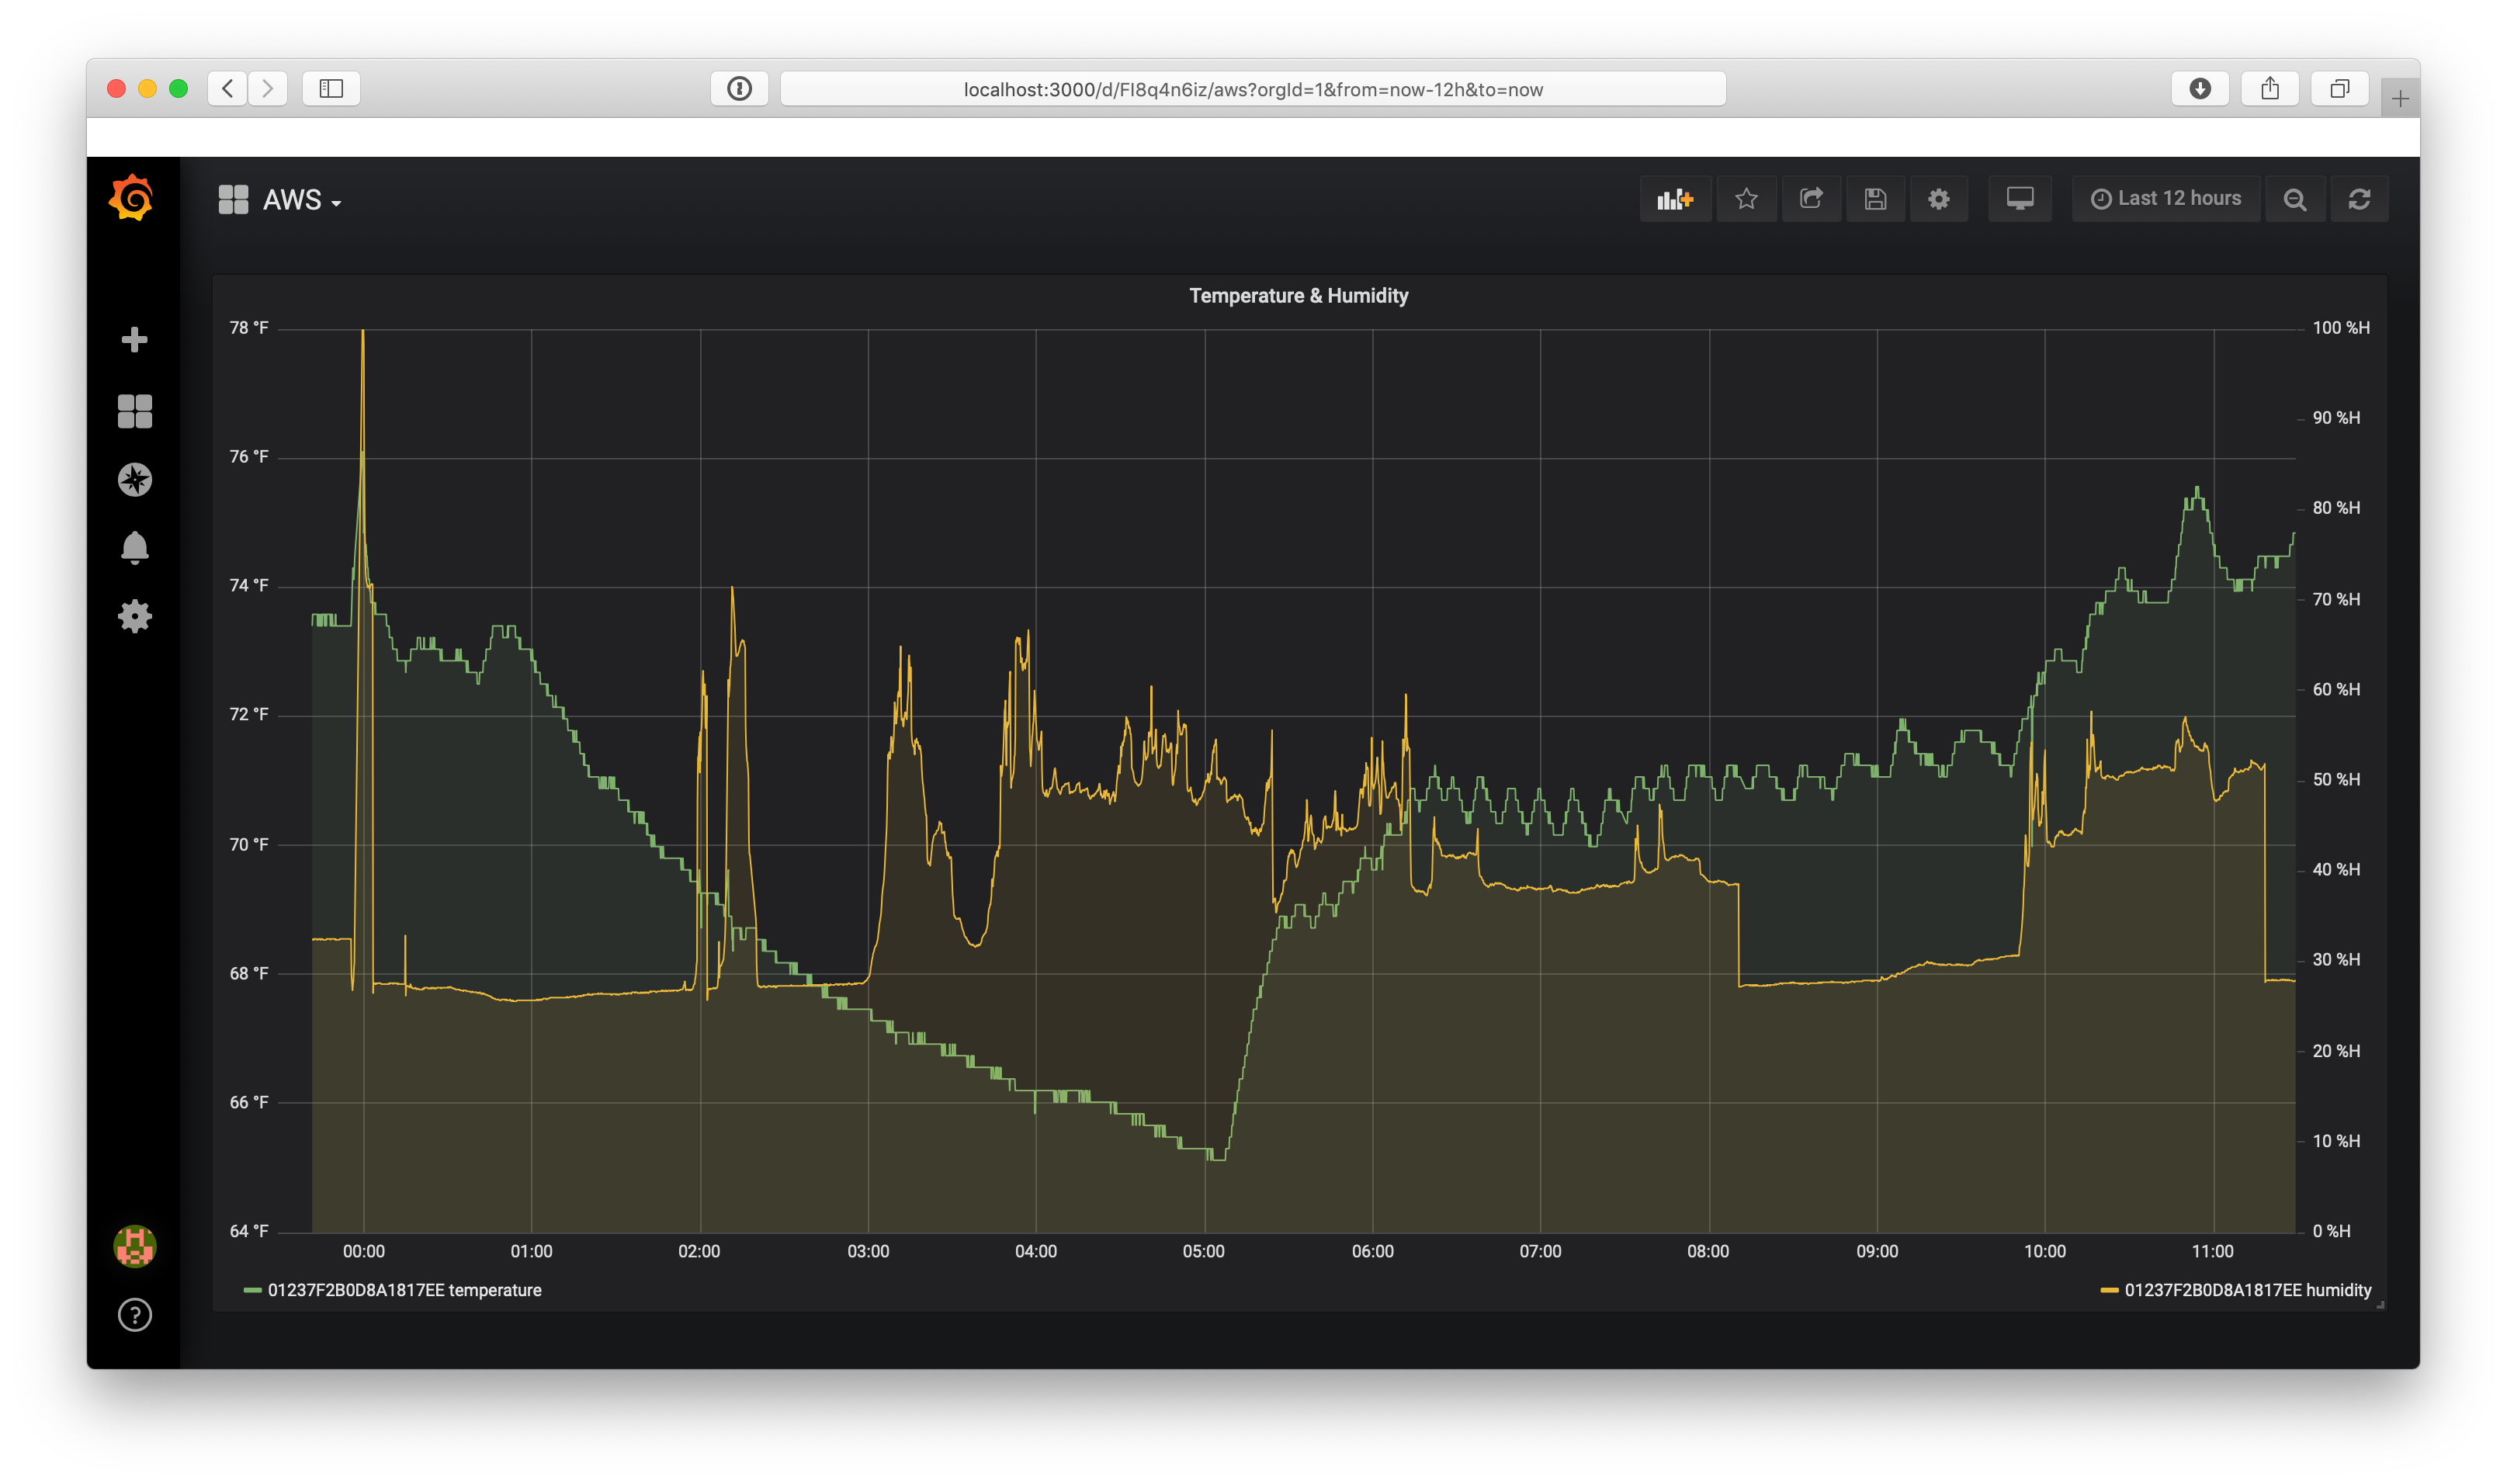 localhost:3000/d/FI8q4n6iz/aws?orgId=1&from=now-12h&to=now
AWS
Last 12 hours
Temperature & Humidity
78 °F
76 °F
74 °F
72 °F
70 °F
68 °F
66 °F
64 °F
100 %H
90 %H
80 %H
70 %H
60 %H
50 %H
40 %H
30 %H
20 %H
10 %H
0 %H
00:00 01:00 02:00 03:00 04:00 05:00 06:00 07:00 08:00 09:00 10:00 11:00
01237F2B0D8A1817EE temperature
01237F2B0D8A1817EE humidity